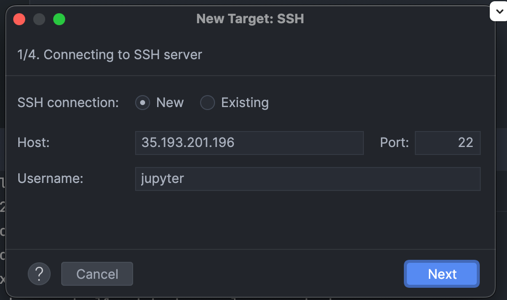 New Target: SSH
1/4. Connecting to SSH server
SSH connection: New Existing
Host: 35.193.201.196 Port: 22
Username: jupyter
? Cancel Next